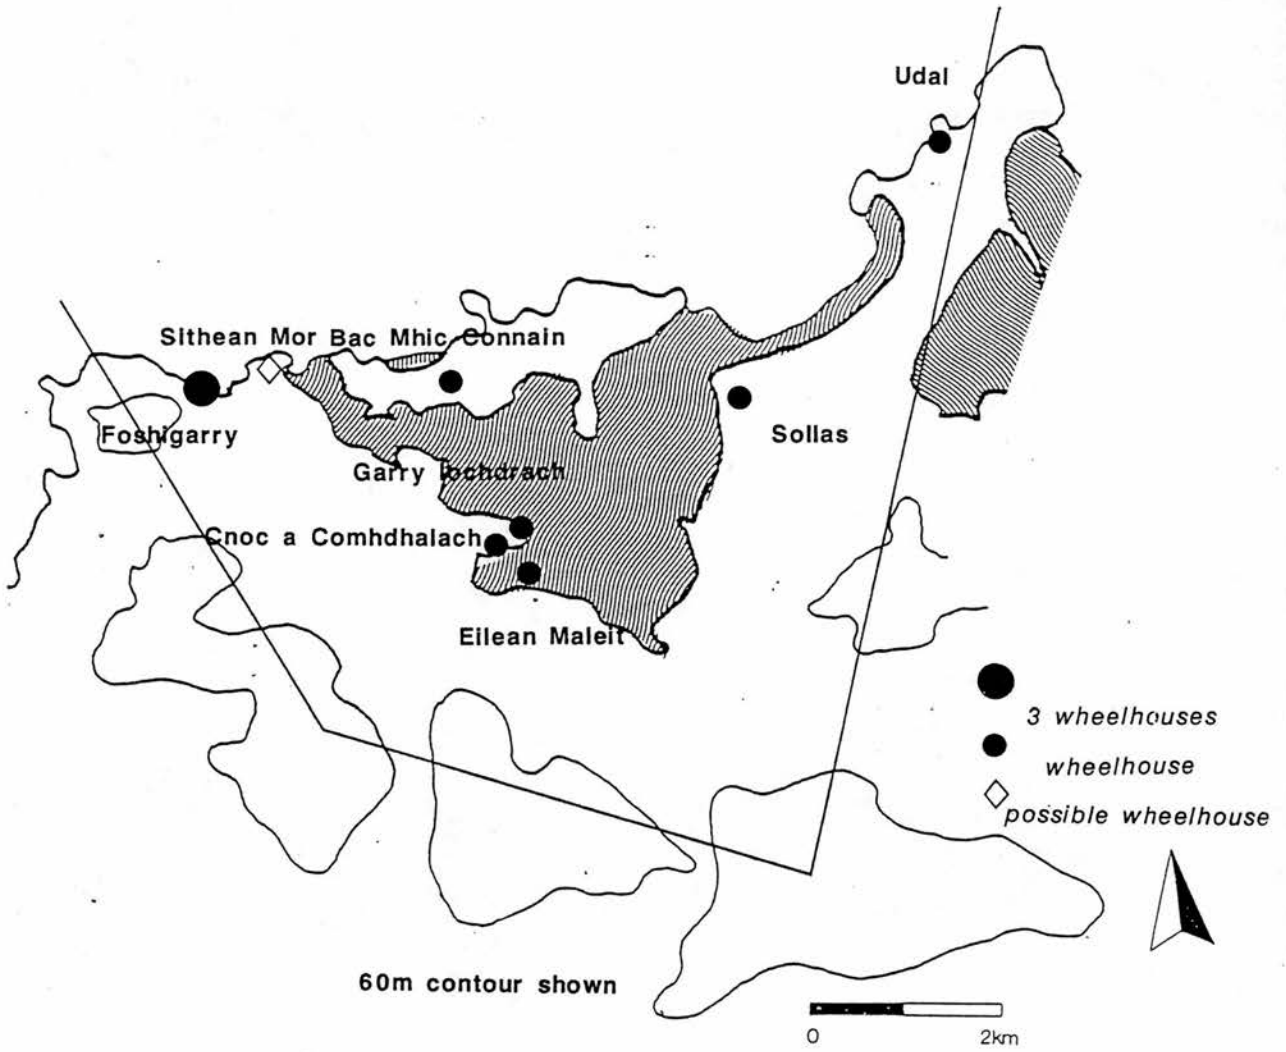 Udal
Sithean Mor Bac Mhic Connain
Foshigarry
Sollas
Garry Iochdrach
Cnoc a Comhdhalach
Eilean Maleit
3 wheelhouses
wheelhouse
possible wheelhouse
60m contour shown
0 2km